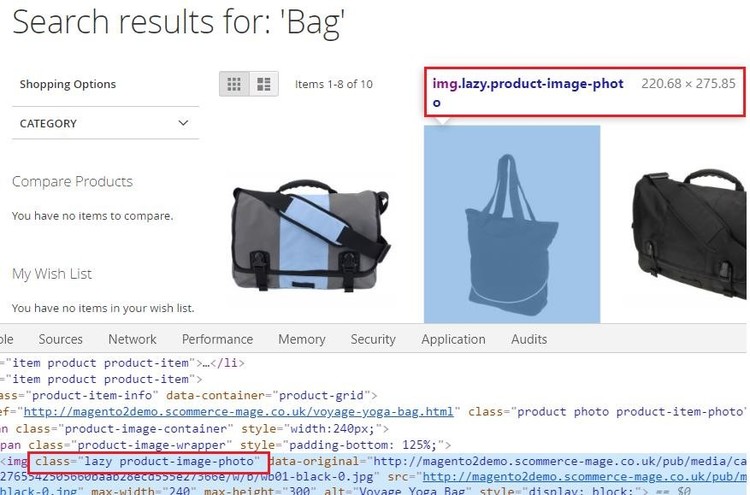 Search results for: 'Bag'
Shopping Options
Items 1-8 of 10
CATEGORY
img.lazy.product-image-phot
o
220.68 × 275.85
Compare Products
You have no items to compare.
My Wish List
You have no items in your wish list.
Sources Network Performance Memory Security Application Audits
="item product product-item">…</li>
="item product product-item">
ass="product-item-info" data-container="product-grid">
ef="http://magento2demo.scommerce-mage.co.uk/voyage-yoga-bag.html" class="product photo product-item-photo"
an class="product-image-container" style="width:240px;">
pan class="product-image-wrapper" style="padding-bottom: 125%;">
<img class="lazy product-image-photo" data-original="http://magento2demo.scommerce-mage.co.uk/pub/media/ca
/w/b/wb01-black-0.jpg" src="http://magento2demo.scommerce-mage.co.uk/pub/
black-0.jpg" max-width="240" max-height="300" alt="Voyage Yoga Bag" style="display: block;"> == $0